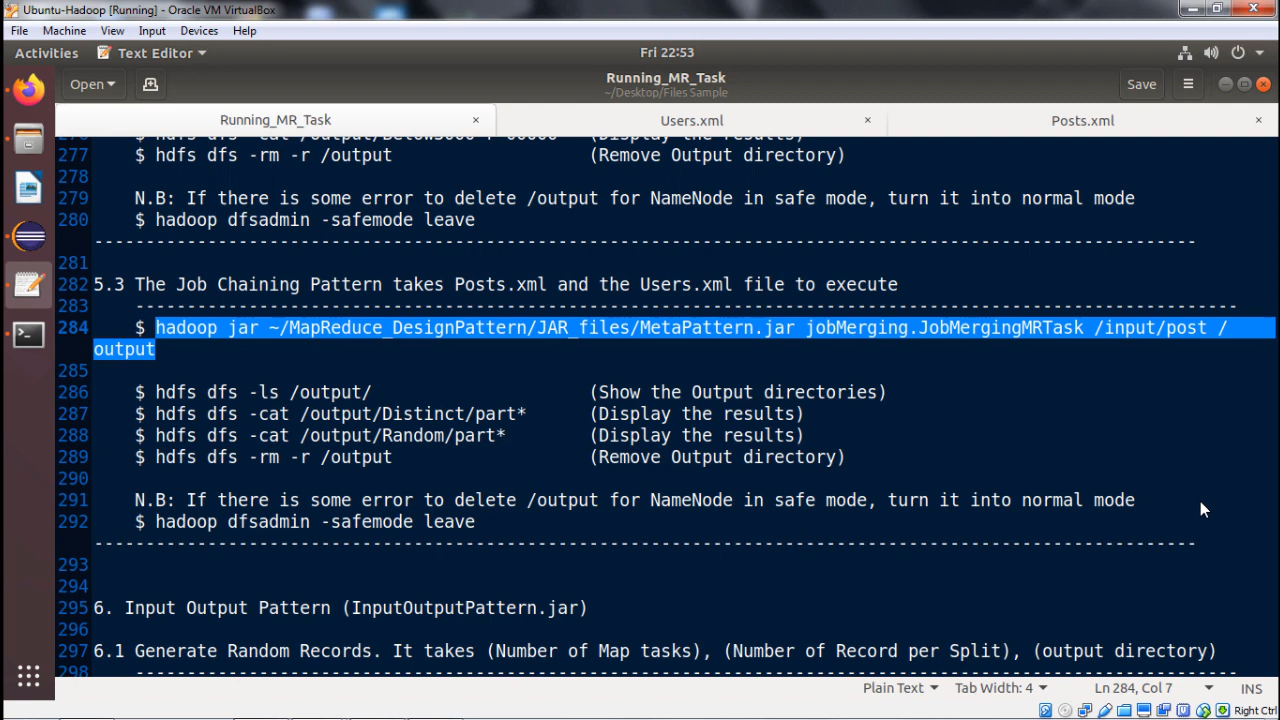 Ubuntu-Hadoop [Running] - Oracle VM VirtualBox
File Machine View Input Devices Help
Activities Text Editor Fri 22:53
Open Running_MR_Task Save
~/Desktop/Files Sample
Running_MR_Task × Users.xml × Posts.xml ×
277 $ hdfs dfs -rm -r /output (Remove Output directory)
278
279 N.B: If there is some error to delete /output for NameNode in safe mode, turn it into normal mode
280 $ hadoop dfsadmin -safemode leave
-----------------------------------------------------------------------------------------------------------
281
282 5.3 The Job Chaining Pattern takes Posts.xml and the Users.xml file to execute
283 -----------------------------------------------------------------------------------------------------------
284 $ hadoop jar ~/MapReduce_DesignPattern/JAR_files/MetaPattern.jar jobMerging.JobMergingMRTask /input/post /
output
285
286 $ hdfs dfs -ls /output/ (Show the Output directories)
287 $ hdfs dfs -cat /output/Distinct/part* (Display the results)
288 $ hdfs dfs -cat /output/Random/part* (Display the results)
289 $ hdfs dfs -rm -r /output (Remove Output directory)
290
291 N.B: If there is some error to delete /output for NameNode in safe mode, turn it into normal mode
292 $ hadoop dfsadmin -safemode leave
-----------------------------------------------------------------------------------------------------------
293
294
295 6. Input Output Pattern (InputOutputPattern.jar)
296
297 6.1 Generate Random Records. It takes (Number of Map tasks), (Number of Record per Split), (output directory)
298 -----------------------------------------------------------------------------------------------------------
Plain Text Tab Width: 4 Ln 284, Col 7 INS
Right Ctrl